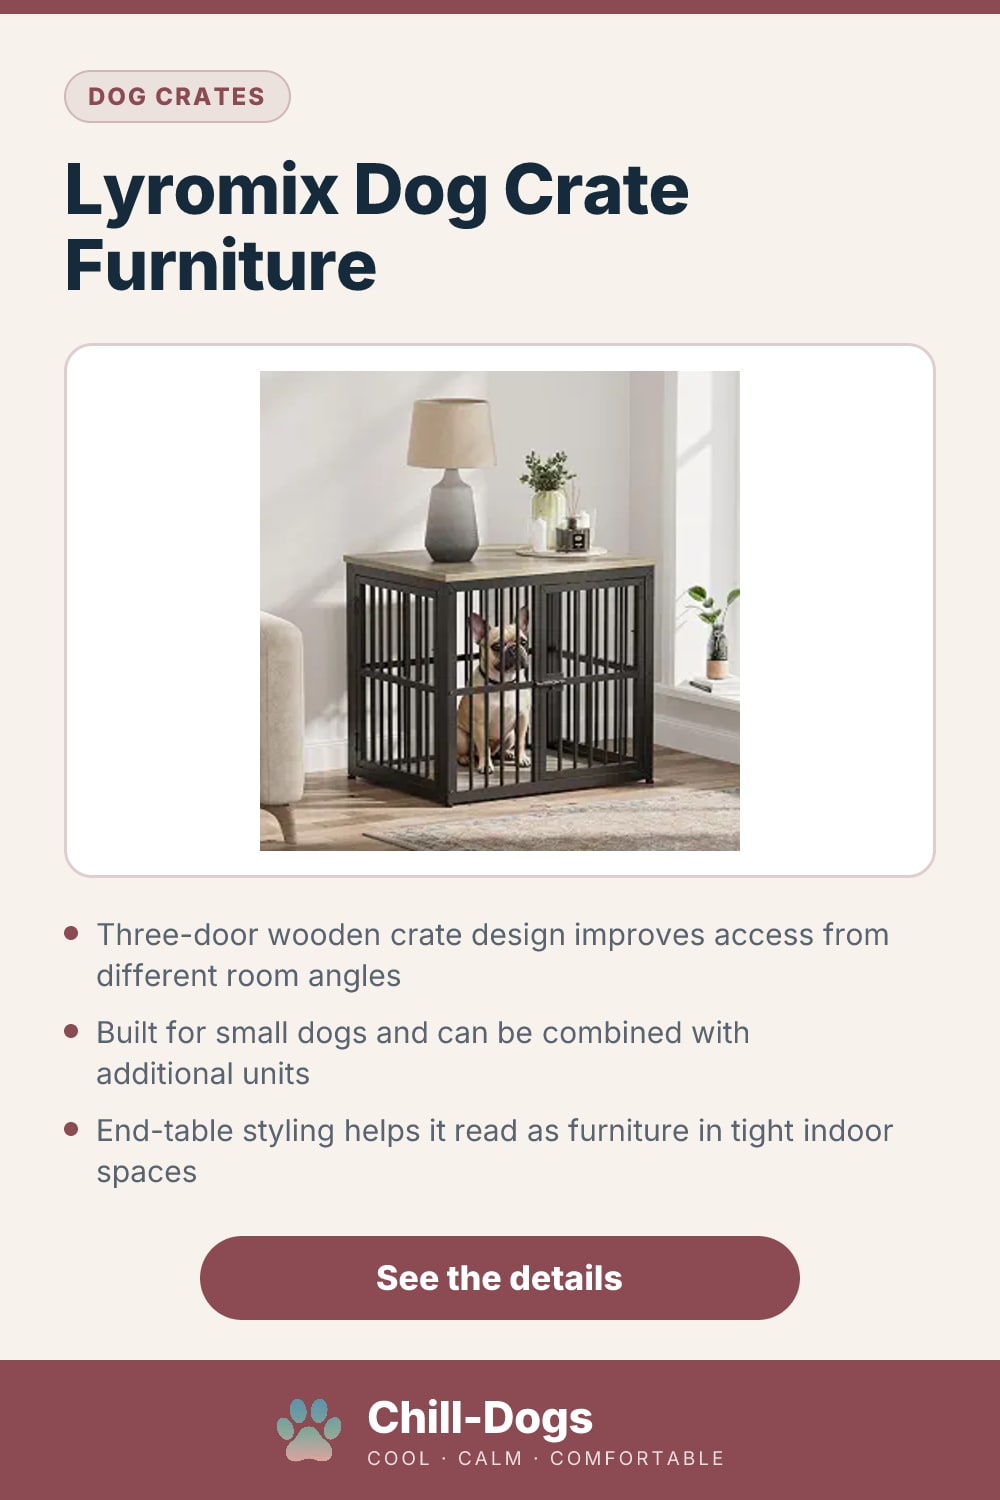 DOG CRATES
Lyromix Dog Crate
Furniture
Three-door wooden crate design improves access from
different room angles
Built for small dogs and can be combined with
additional units
End-table styling helps it read as furniture in tight indoor
spaces
See the details
Chill-Dogs
COOL · CALM · COMFORTABLE